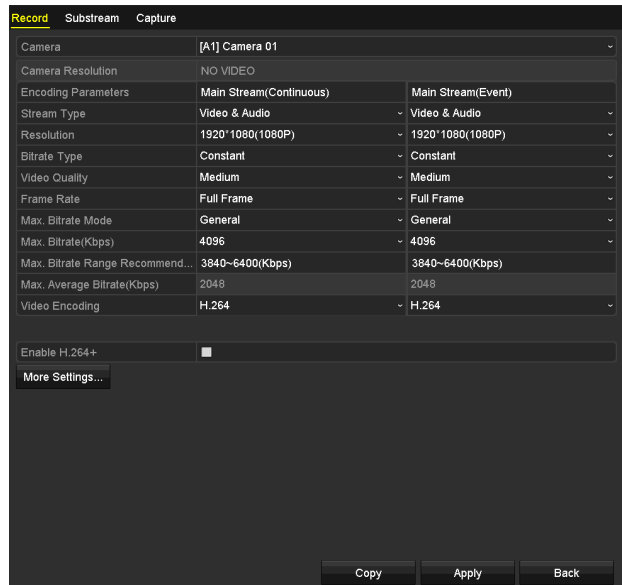 Record Substream Capture
Camera [A1] Camera 01
Camera Resolution NO VIDEO
Encoding Parameters Main Stream(Continuous) Main Stream(Event)
Stream Type Video & Audio Video & Audio
Resolution 1920*1080(1080P) 1920*1080(1080P)
Bitrate Type Constant Constant
Video Quality Medium Medium
Frame Rate Full Frame Full Frame
Max. Bitrate Mode General General
Max. Bitrate(Kbps) 4096 4096
Max. Bitrate Range Recommend... 3840~6400(Kbps) 3840~6400(Kbps)
Max. Average Bitrate(Kbps) 2048 2048
Video Encoding H.264 H.264
Enable H.264+
More Settings...
Copy Apply Back